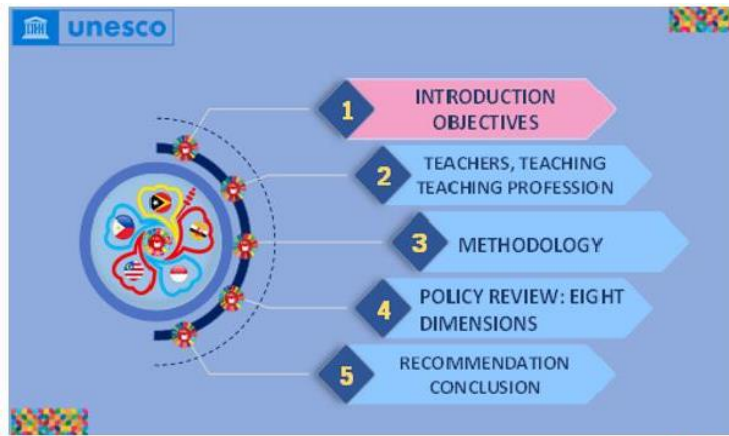 unesco
1
INTRODUCTION
OBJECTIVES
2
TEACHERS, TEACHING
TEACHING PROFESSION
3
METHODOLOGY
4
POLICY REVIEW: EIGHT
DIMENSIONS
5
RECOMMENDATION
CONCLUSION